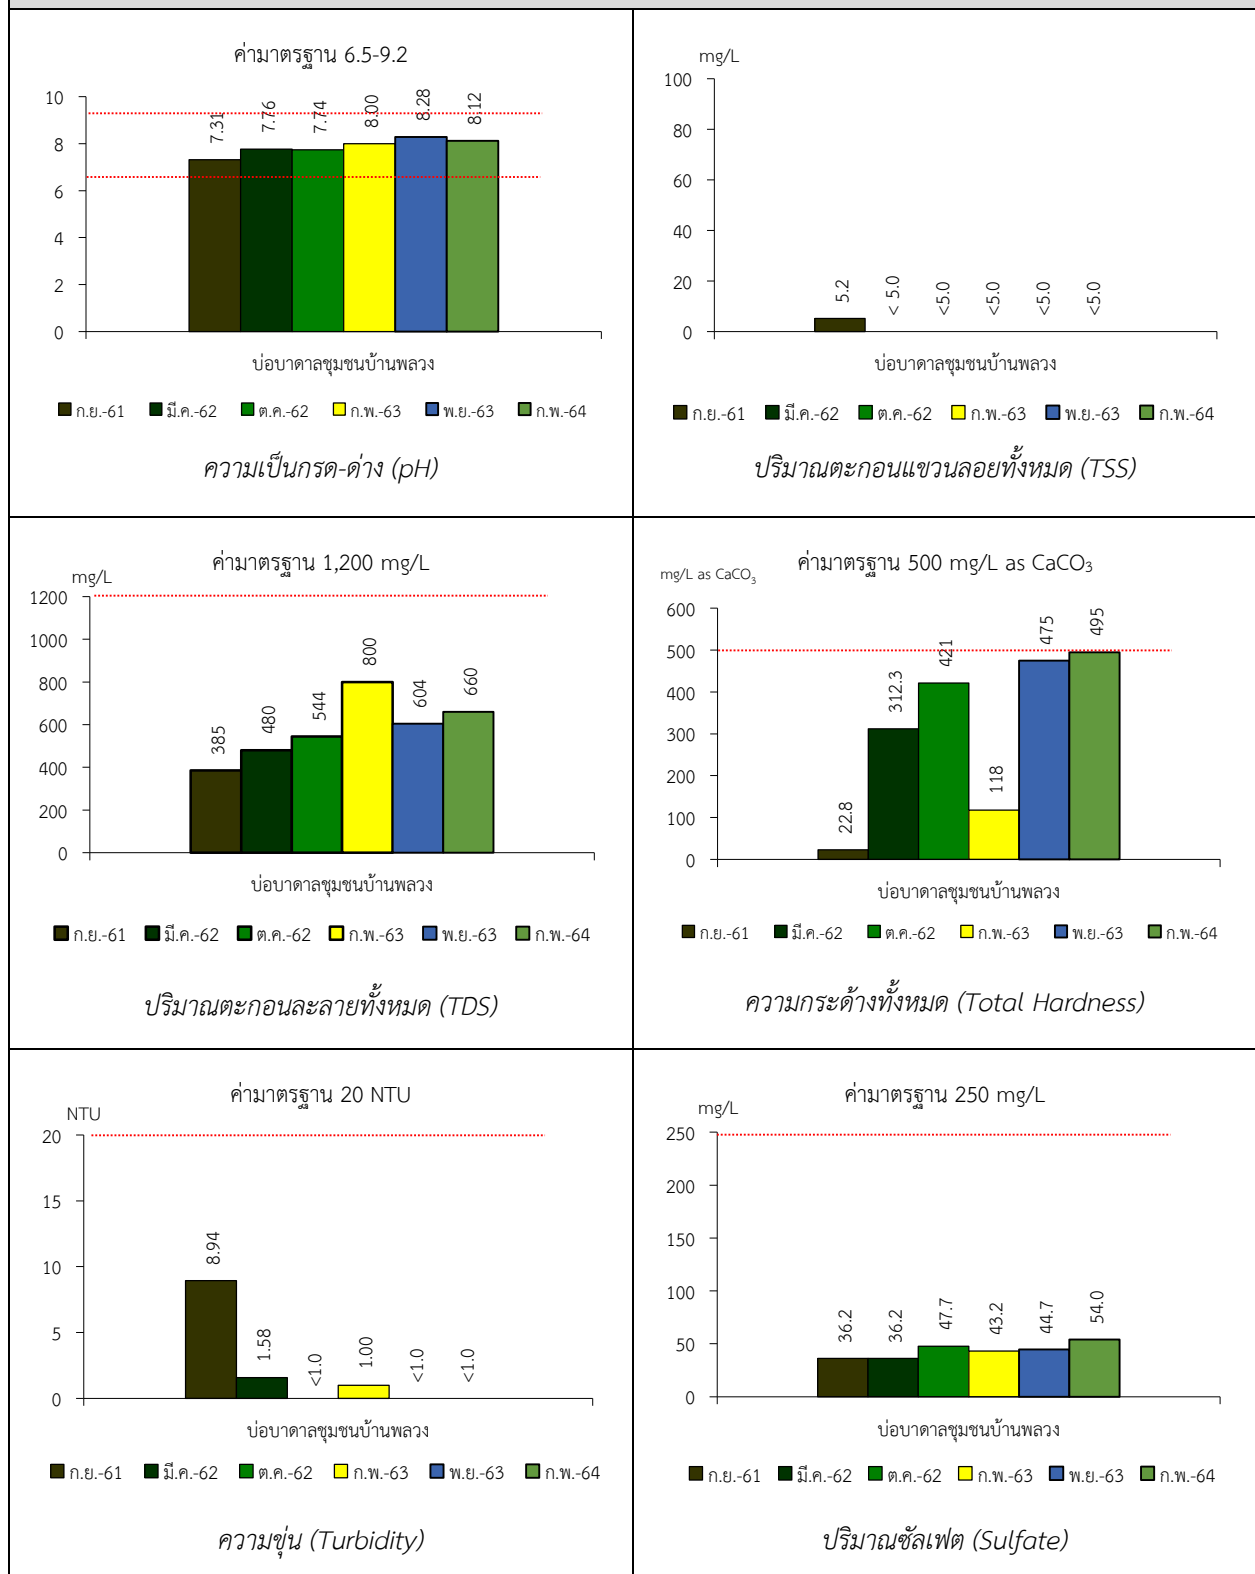 ค่ามาตรฐาน 6.5-9.2
10
8
6
4
2
0
7.31
7.76
7.74
8.00
8.28
8.12
บ่อบาดาลชุมชนบ้านพลวง
ก.ย.-61 มี.ค.-62 ต.ค.-62 ก.พ.-63 พ.ย.-63 ก.พ.-64
ความเป็นกรด-ด่าง (pH)
mg/L
100
80
60
40
20
0
5.2
< 5.0
<5.0
<5.0
<5.0
<5.0
บ่อบาดาลชุมชนบ้านพลวง
ก.ย.-61 มี.ค.-62 ต.ค.-62 ก.พ.-63 พ.ย.-63 ก.พ.-64
ปริมาณตะกอนแขวนลอยทั้งหมด (TSS)
ค่ามาตรฐาน 1,200 mg/L
mg/L
1200
1000
800
600
400
200
0
385
480
544
800
604
660
บ่อบาดาลชุมชนบ้านพลวง
ก.ย.-61 มี.ค.-62 ต.ค.-62 ก.พ.-63 พ.ย.-63 ก.พ.-64
ปริมาณตะกอนละลายทั้งหมด (TDS)
ค่ามาตรฐาน 500 mg/L as CaCO₃
mg/L as CaCO₃
600
500
400
300
200
100
0
22.8
312.3
421
118
475
495
บ่อบาดาลชุมชนบ้านพลวง
ก.ย.-61 มี.ค.-62 ต.ค.-62 ก.พ.-63 พ.ย.-63 ก.พ.-64
ความกระด้างทั้งหมด (Total Hardness)
ค่ามาตรฐาน 20 NTU
NTU
20
15
10
5
0
8.94
1.58
<1.0
1.00
<1.0
<1.0
บ่อบาดาลชุมชนบ้านพลวง
ก.ย.-61 มี.ค.-62 ต.ค.-62 ก.พ.-63 พ.ย.-63 ก.พ.-64
ความขุ่น (Turbidity)
ค่ามาตรฐาน 250 mg/L
mg/L
250
200
150
100
50
0
36.2
36.2
47.7
43.2
44.7
54.0
บ่อบาดาลชุมชนบ้านพลวง
ก.ย.-61 มี.ค.-62 ต.ค.-62 ก.พ.-63 พ.ย.-63 ก.พ.-64
ปริมาณซัลเฟต (Sulfate)